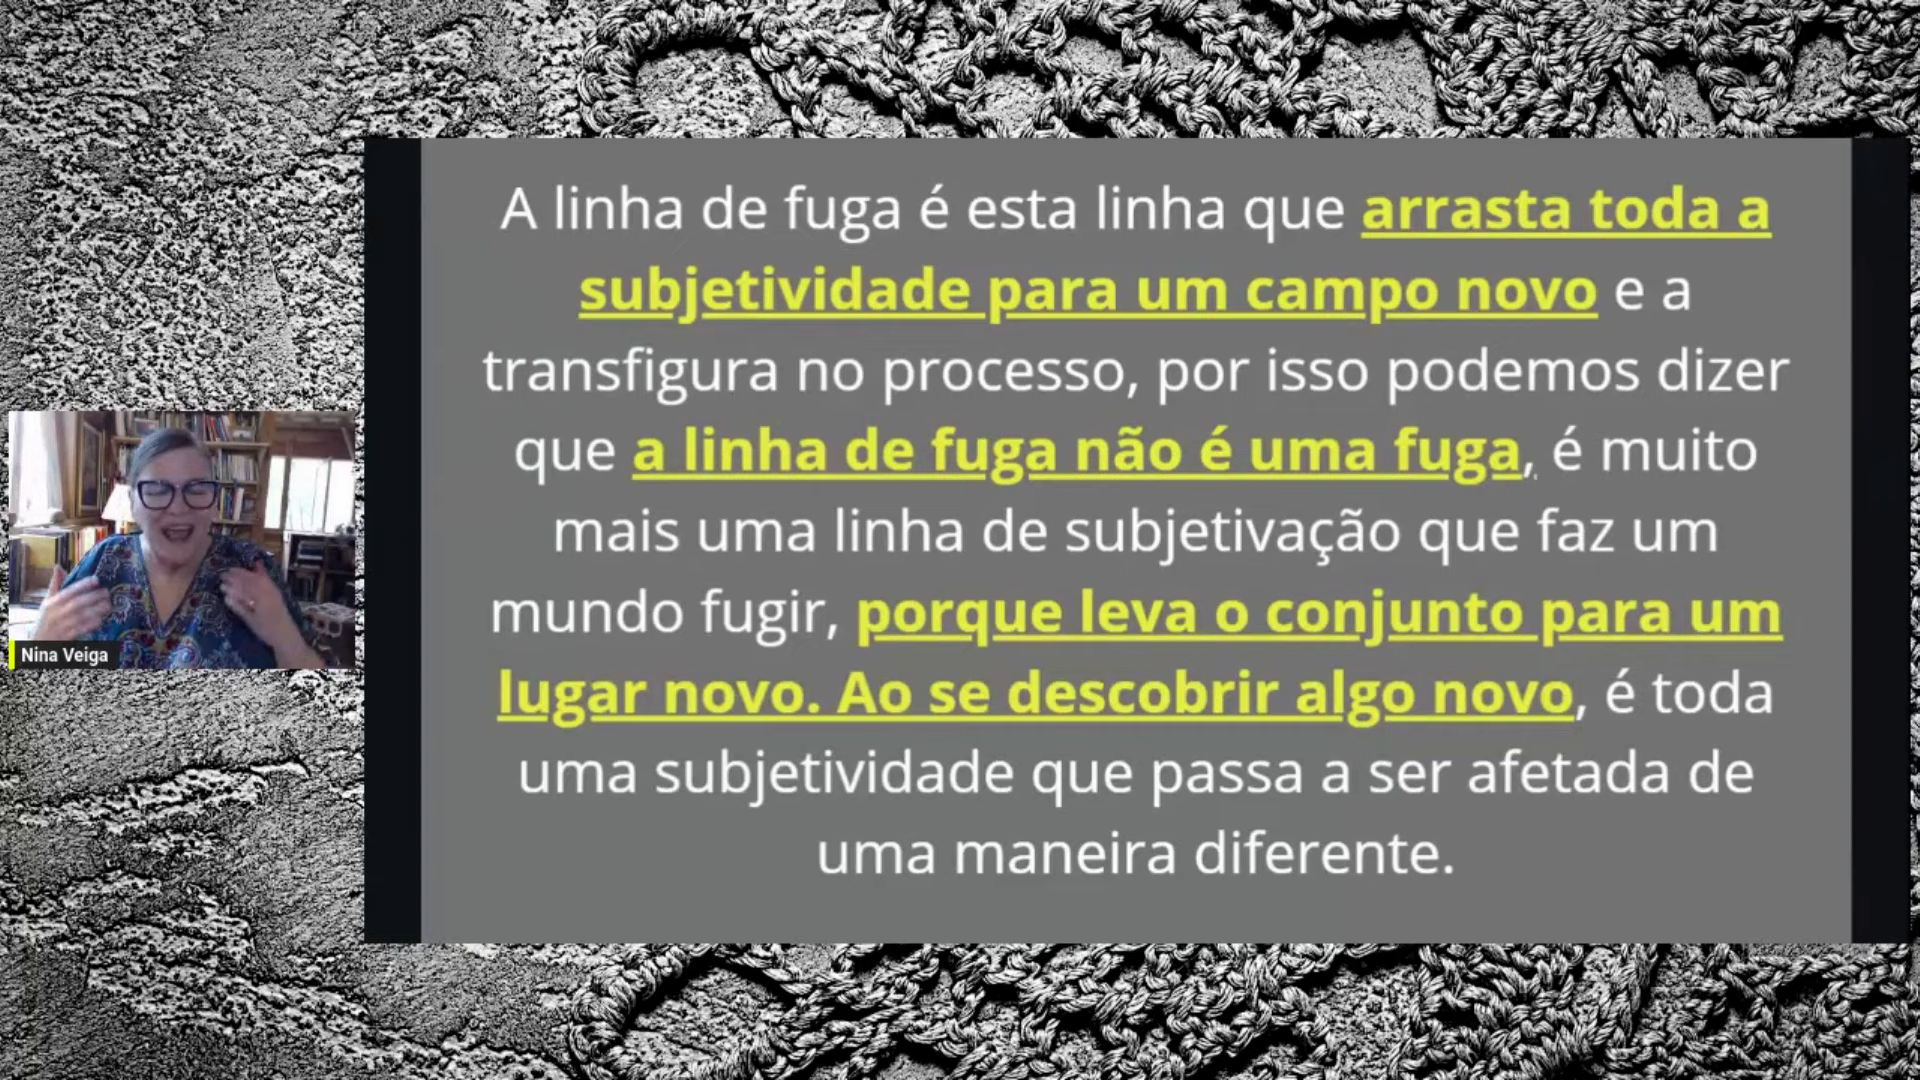 A linha de fuga é esta linha que arrasta toda a
subjetividade para um campo novo e a
transfigura no processo, por isso podemos dizer
que a linha de fuga não é uma fuga, é muito
mais uma linha de subjetivação que faz um
mundo fugir, porque leva o conjunto para um
lugar novo. Ao se descobrir algo novo, é toda
uma subjetividade que passa a ser afetada de
uma maneira diferente.
Nina Veiga